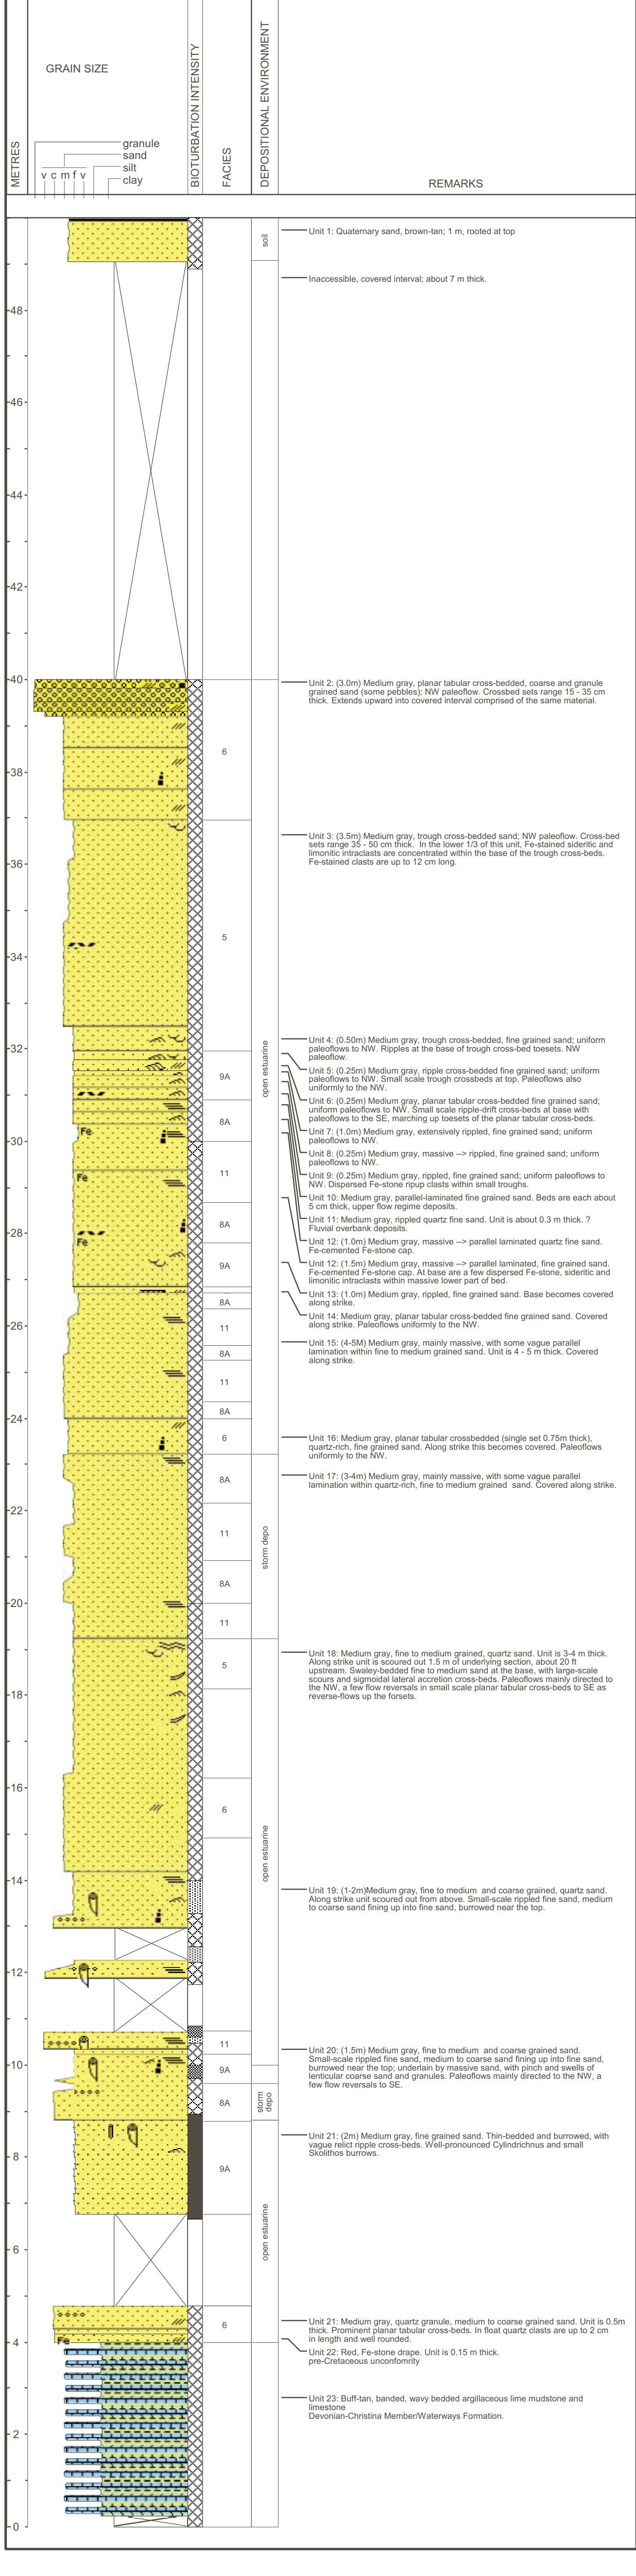 GRAIN SIZE
METRES
granule
sand
silt
clay
v c m f v
BIOTURBATION INTENSITY
FACIES
DEPOSITIONAL ENVIRONMENT
REMARKS
soil
Unit 1: Quaternary sand, brown-tan; 1 m, rooted at top
Inaccessible, covered interval; about 7 m thick.
48
46
44
42
40
Unit 2: (3.0m) Medium gray, planar tabular cross-bedded, coarse and granule
grained sand (some pebbles); NW paleoflow. Crossbed sets range 15 - 35 cm
thick. Extends upward into covered interval comprised of the same material.
6
38
Unit 3: (3.5m) Medium gray, trough cross-bedded sand; NW paleoflow. Cross-bed
sets range 35 - 50 cm thick. In the lower 1/3 of this unit, Fe-stained sideritic and
limonitic intraclasts are concentrated within the base of the trough cross-beds.
Fe-stained clasts are up to 12 cm long.
36
5
34
32
open estuarine
Unit 4: (0.50m) Medium gray, trough cross-bedded, fine grained sand; uniform
paleoflows to NW. Ripples at the base of trough cross-bed toesets. NW
paleoflow.
Unit 5: (0.25m) Medium gray, ripple cross-bedded fine grained sand; uniform
paleoflows to NW. Small scale trough crossbeds at top. Paleoflows also
uniformly to the NW.
Unit 6: (0.25m) Medium gray, planar tabular cross-bedded fine grained sand;
uniform paleoflows to NW. Small scale ripple-drift cross-beds at base with
paleoflows to the SE, marching up toesets of the planar tabular cross-beds.
Unit 7: (1.0m) Medium gray, extensively rippled, fine grained sand; uniform
paleoflows to NW.
Unit 8: (0.25m) Medium gray, massive --> rippled, fine grained sand; uniform
paleoflows to NW.
Unit 9: (0.25m) Medium gray, rippled, fine grained sand; uniform paleoflows to
NW. Dispersed Fe-stone ripup clasts within small troughs.
Unit 10: Medium gray, parallel-laminated fine grained sand. Beds are each about
5 cm thick, upper flow regime deposits.
Unit 11: Medium gray, rippled quartz fine sand. Unit is about 0.3 m thick. ?
Fluvial overbank deposits.
Unit 12: (1.0m) Medium gray, massive --> parallel laminated quartz fine sand.
Fe-cemented Fe-stone cap.
Unit 12: (1.5m) Medium gray, massive --> parallel laminated, fine grained sand.
Fe-cemented Fe-stone cap. At base are a few dispersed Fe-stone, sideritic and
limonitic intraclasts within massive lower part of bed.
Unit 13: (1.0m) Medium gray, rippled, fine grained sand. Base becomes covered
along strike.
Unit 14: Medium gray, planar tabular cross-bedded fine grained sand. Covered
along strike. Paleoflows uniformly to the NW.
Unit 15: (4-5M) Medium gray, mainly massive, with some vague parallel
lamination within fine to medium grained sand. Unit is 4 - 5 m thick. Covered
along strike.
9A
8A
Fe
30
11
Fe
8A
28
Fe
9A
8A
26
11
8A
11
8A
24
6
Unit 16: Medium gray, planar tabular crossbedded (single set 0.75m thick),
quartz-rich, fine grained sand. Along strike this becomes covered. Paleoflows
uniformly to the NW.
Unit 17: (3-4m) Medium gray, mainly massive, with some vague parallel
lamination within quartz-rich, fine to medium grained sand. Covered along strike.
8A
22
11
storm depo
8A
20
11
Unit 18: Medium gray, fine to medium grained, quartz sand. Unit is 3-4 m thick.
Along strike unit is scoured out 1.5 m of underlying section, about 20 ft
upstream. Swaley-bedded fine to medium sand at the base, with large-scale
scours and sigmoidal lateral accretion cross-beds. Paleoflows mainly directed to
the NW, a few flow reversals in small scale planar tabular cross-beds to SE as
reverse-flows up the forsets.
5
18
16
6
open estuarine
14
Unit 19: (1-2m)Medium gray, fine to medium and coarse grained, quartz sand.
Along strike unit scoured out from above. Small-scale rippled fine sand, medium
to coarse sand fining up into fine sand, burrowed near the top.
12
11
10
Unit 20: (1.5m) Medium gray, fine to medium and coarse grained sand.
Small-scale rippled fine sand, medium to coarse sand fining up into fine sand,
burrowed near the top; underlain by massive sand, with pinch and swells of
lenticular coarse sand and granules. Paleoflows mainly directed to the NW, a
few flow reversals to SE.
9A
8A
storm
depo
Unit 21: (2m) Medium gray, fine grained sand. Thin-bedded and burrowed, with
vague relict ripple cross-beds. Well-pronounced Cylindrichnus and small
Skolithos burrows.
8
9A
6
open estuarine
Unit 21: Medium gray, quartz granule, medium to coarse grained sand. Unit is 0.5m
thick. Prominent planar tabular cross-beds. In float quartz clasts are up to 2 cm
in length and well rounded.
6
4
Fe
Unit 22: Red, Fe-stone drape. Unit is 0.15 m thick.
pre-Cretaceous unconfomrity
Unit 23: Buff-tan, banded, wavy bedded argillaceous lime mudstone and
limestone
Devonian-Christina Member/Waterways Formation.
2
0